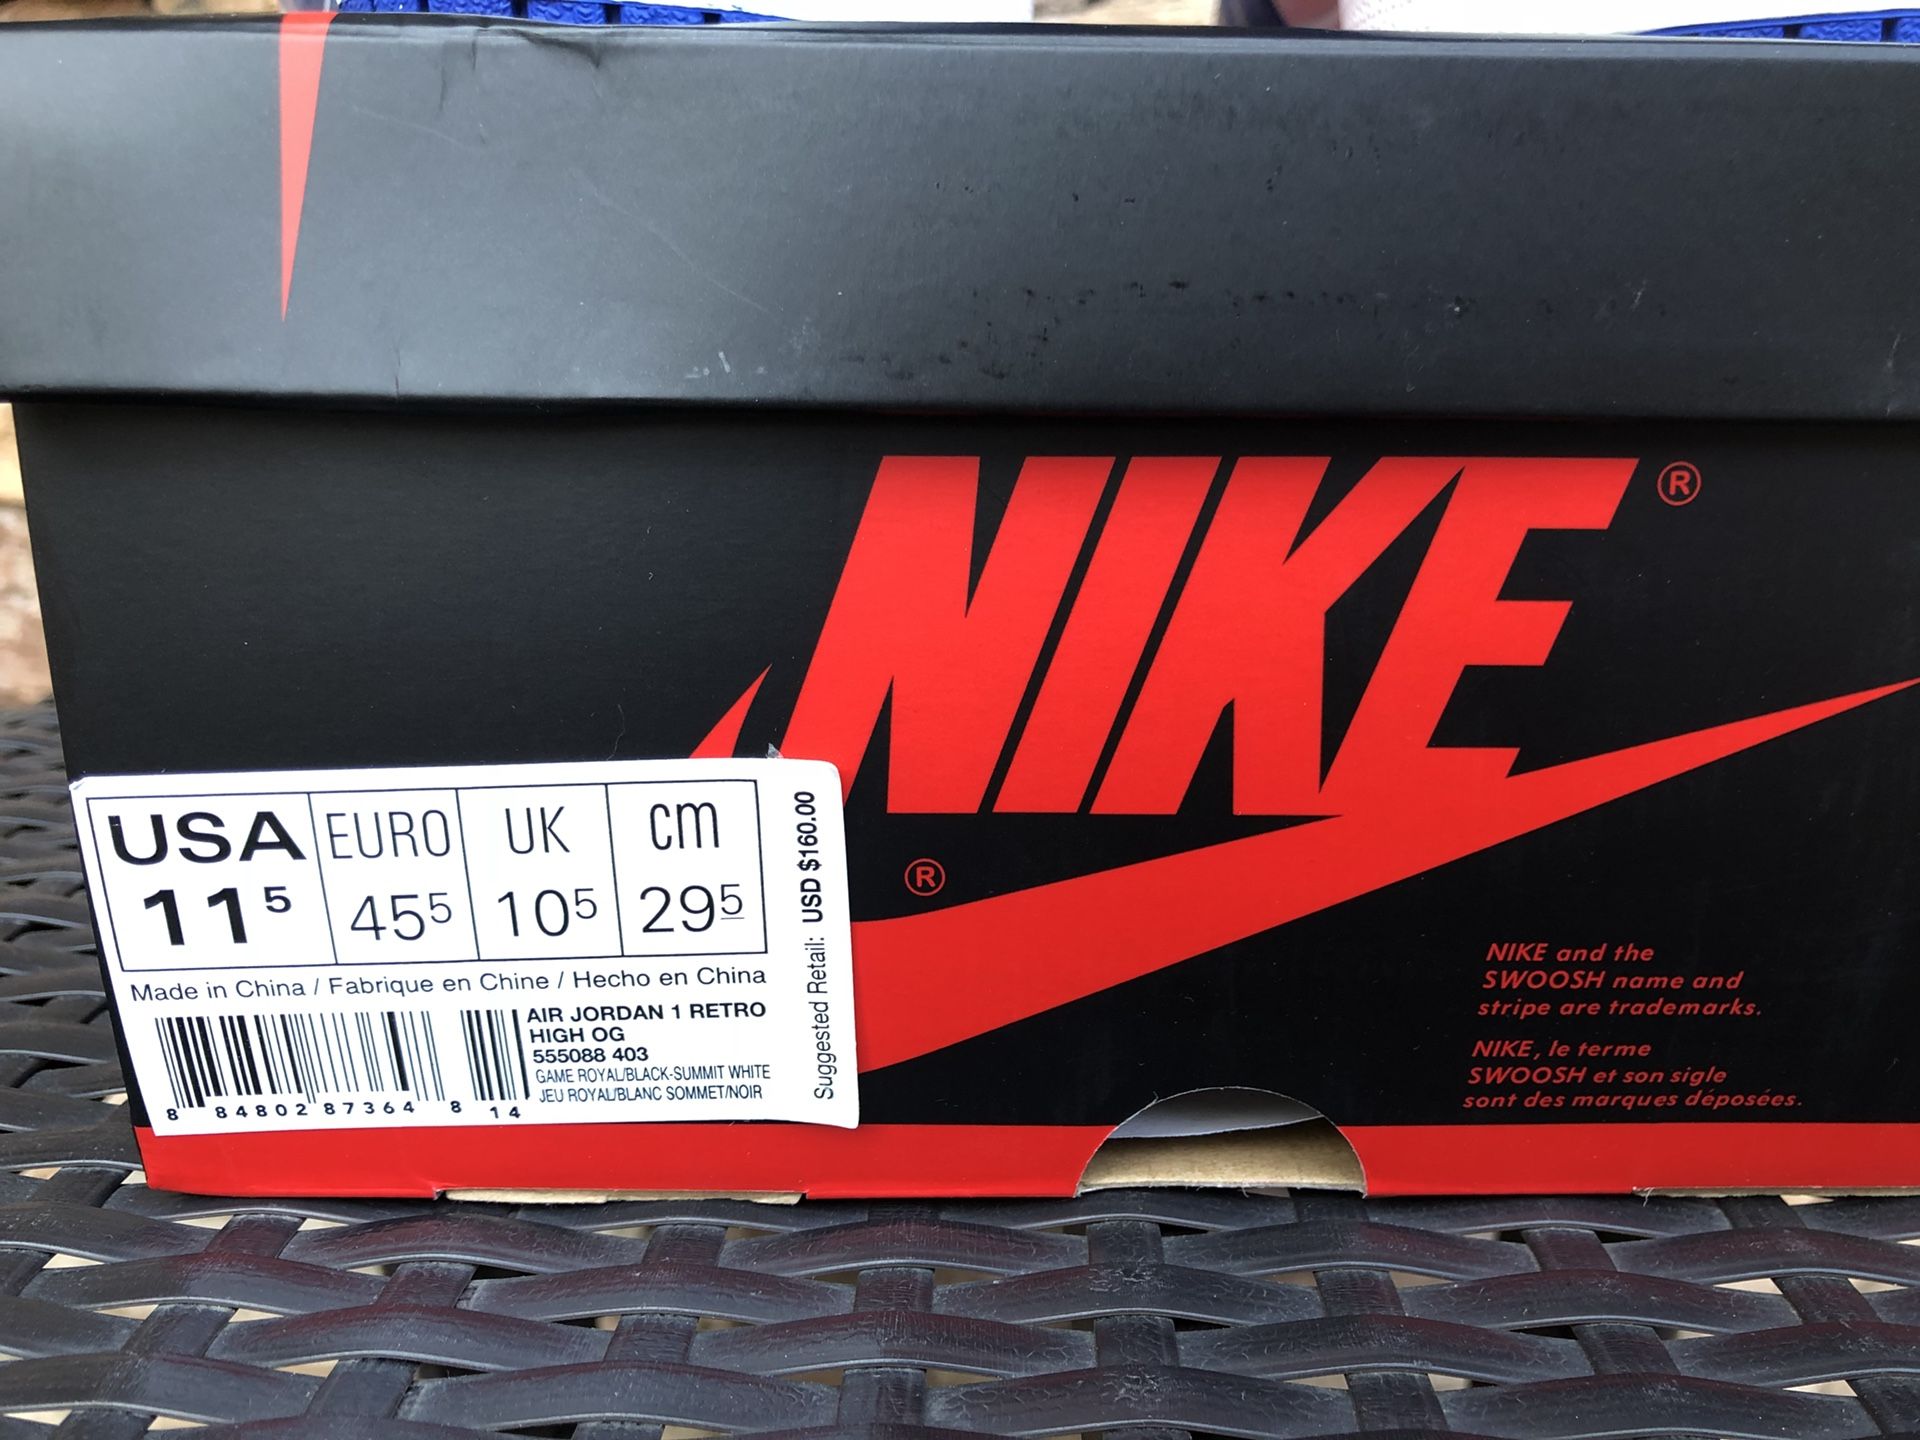 NIKE ®
®
USA EURO UK cm
11⁵ 45⁵ 10⁵ 29⁵
Made in China / Fabrique en Chine / Hecho en China
AIR JORDAN 1 RETRO
HIGH OG
555088 403
GAME ROYAL/BLACK-SUMMIT WHITE
JEU ROYAL/BLANC SOMMET/NOIR
8 84802 87364 8 14
Suggested Retail: USD $160.00
NIKE and the
SWOOSH name and
stripe are trademarks.
NIKE, le terme
SWOOSH et son sigle
sont des marques déposées.